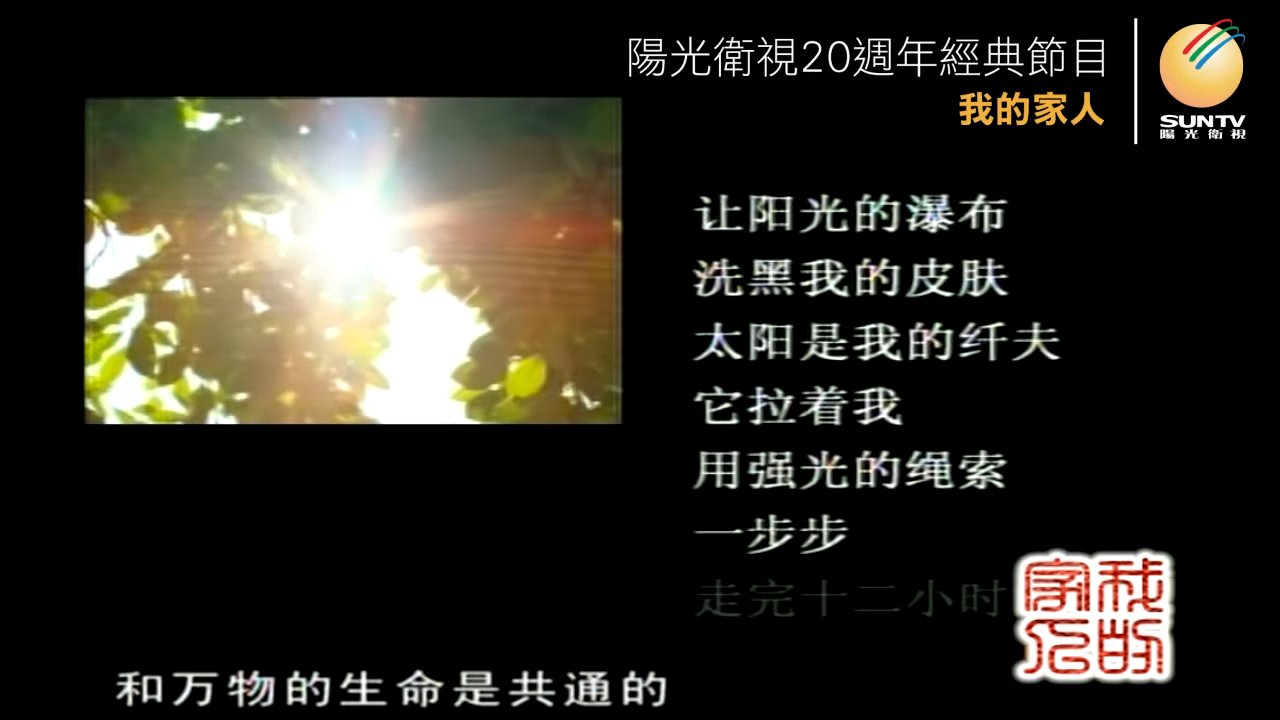 陽光衛視20週年經典節目
我的家人
SUNTV
陽光衛視
让阳光的瀑布
洗黑我的皮肤
太阳是我的纤夫
它拉着我
用强光的绳索
一步步
走完十二小时
我的家人
和万物的生命是共通的